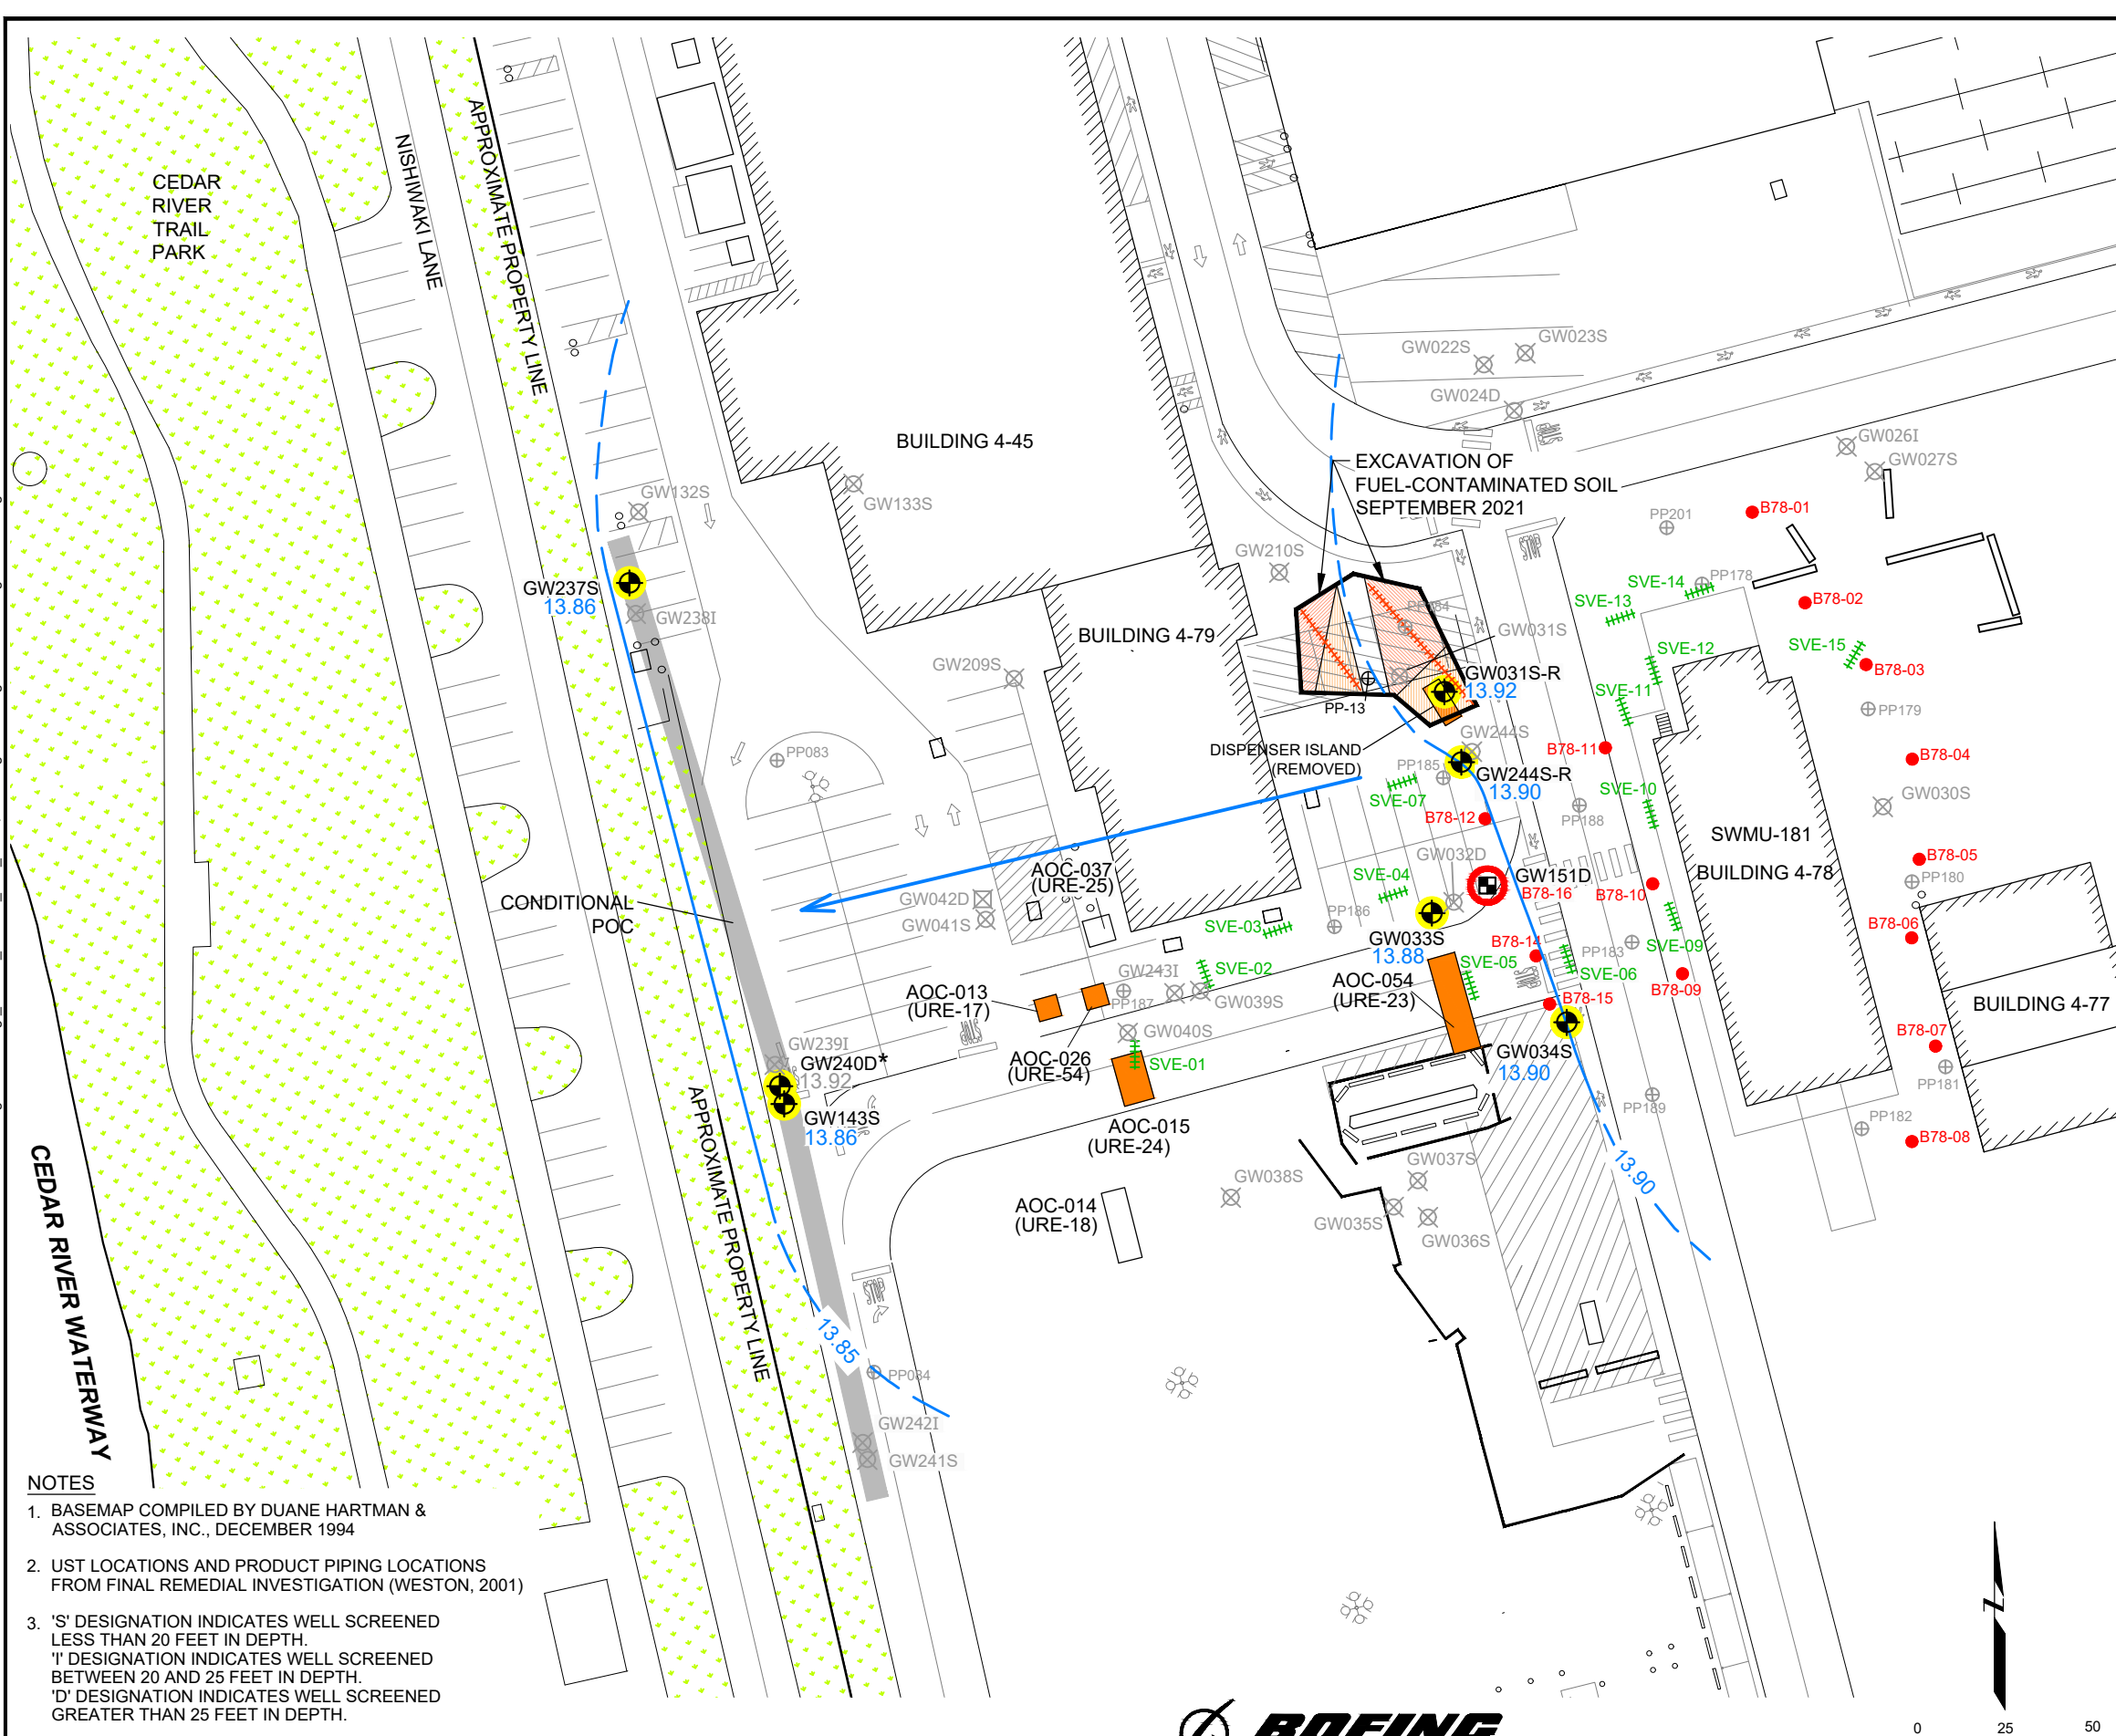 CEDAR
RIVER
TRAIL
PARK
NISHIWAKI LANE
APPROXIMATE PROPERTY LINE
BUILDING 4-45
GW022S
GW023S
GW024D
GW026I
GW027S
EXCAVATION OF
FUEL-CONTAMINATED SOIL
SEPTEMBER 2021
GW132S
GW133S
PP201
B78-01
STOP
GW210S
GW237S
13.86
GW238I
SVE-14
PP178
SVE-13
B78-02
BUILDING 4-79
GW031S
SVE-12
SVE-15
B78-03
GW209S
GW031S-R
13.92
SVE-11
PP-13
PP179
DISPENSER ISLAND
(REMOVED)
GW244S
B78-11
B78-04
PP083
PP185
GW244S-R
13.90
SVE-07
SVE-10
GW030S
B78-12
PP188
SWMU-181
BUILDING 4-78
GW032D
AOC-037
(URE-25)
SVE-04
GW151D
B78-16
B78-10
B78-05
PP180
CONDITIONAL
POC
GW042D
GW041S
SVE-03
PP186
GW033S
13.88
B78-14
PP183
SVE-09
B78-06
GW243I
SVE-02
AOC-054
(URE-23)
SVE-05
SVE-06
B78-09
AOC-013
(URE-17)
PP187
GW039S
B78-15
BUILDING 4-77
GW040S
B78-07
GW239I
GW240D*
13.92
AOC-026
(URE-54)
SVE-01
GW034S
13.90
PP181
GW143S
13.86
PP189
PP182
AOC-015
(URE-24)
B78-08
APPROXIMATE PROPERTY LINE
CEDAR RIVER WATERWAY
GW038S
GW037S
13.90
AOC-014
(URE-18)
GW035S
GW036S
STOP
13.85
PP084
GW242I
GW241S
NOTES
1. BASEMAP COMPILED BY DUANE HARTMAN &
ASSOCIATES, INC., DECEMBER 1994
2. UST LOCATIONS AND PRODUCT PIPING LOCATIONS
FROM FINAL REMEDIAL INVESTIGATION (WESTON, 2001)
3. 'S' DESIGNATION INDICATES WELL SCREENED
LESS THAN 20 FEET IN DEPTH.
'I' DESIGNATION INDICATES WELL SCREENED
BETWEEN 20 AND 25 FEET IN DEPTH.
'D' DESIGNATION INDICATES WELL SCREENED
GREATER THAN 25 FEET IN DEPTH.
BOEING
0 25 50